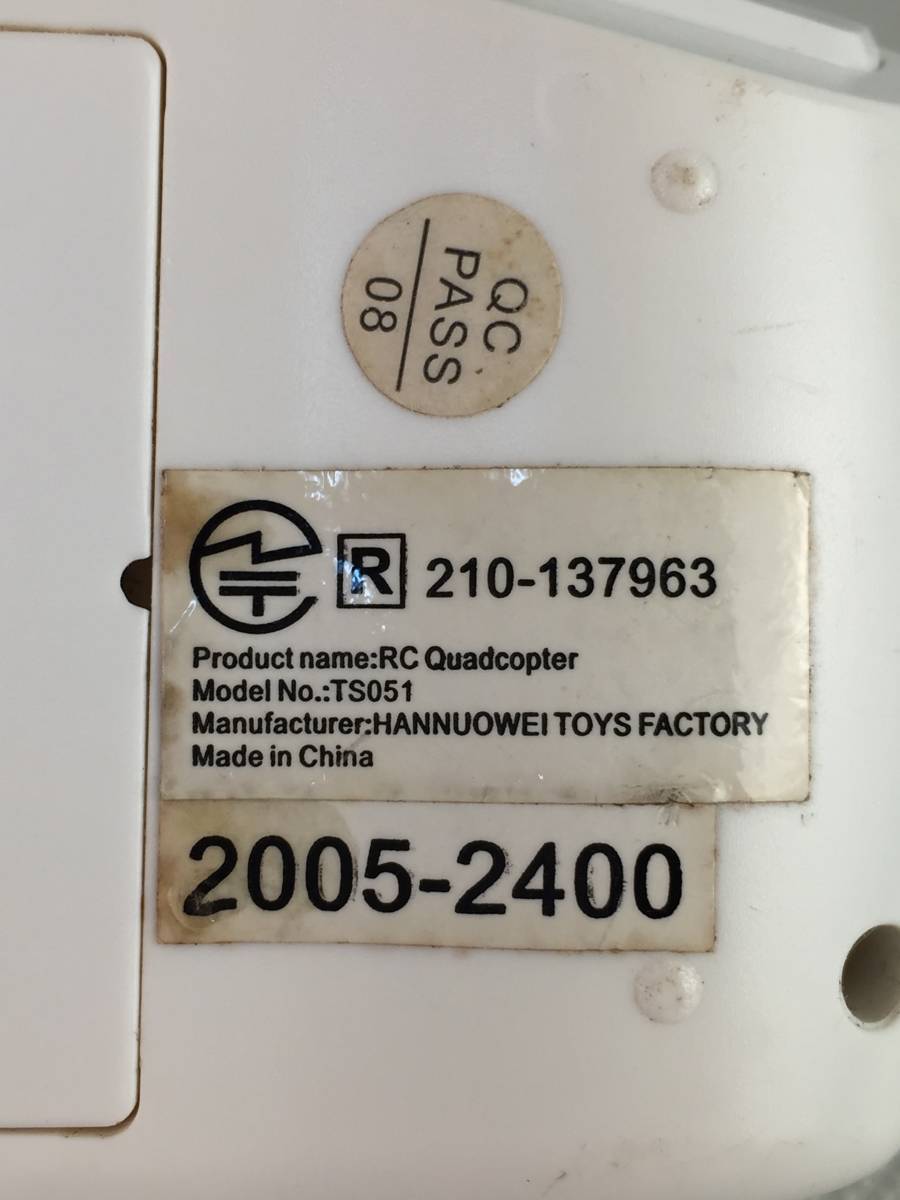 QC
PASS
08
R 210-137963
Product name:RC Quadcopter
Model No.:TS051
Manufacturer:HANNUOWEI TOYS FACTORY
Made in China
2005-2400